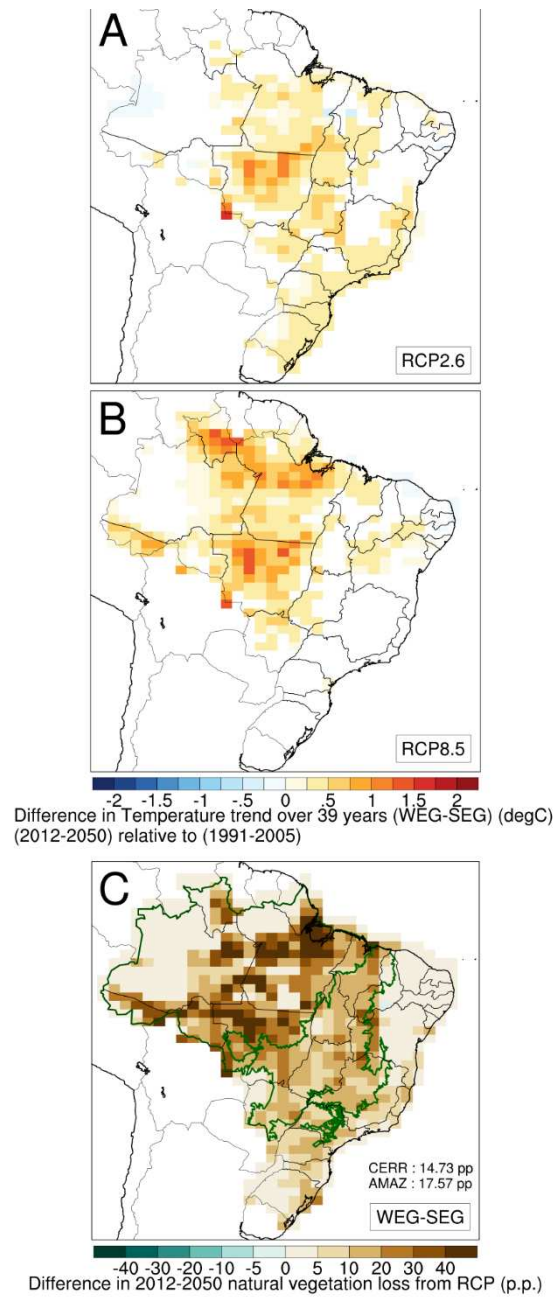 A
RCP2.6
B
RCP8.5
-2 -1.5 -1 -.5 0 .5 1 1.5 2
Difference in Temperature trend over 39 years (WEG-SEG) (degC)
(2012-2050) relative to (1991-2005)
C
CERR : 14.73 pp
AMAZ : 17.57 pp
WEG-SEG
-40 -30 -20 -10 -5 0 5 10 20 30 40
Difference in 2012-2050 natural vegetation loss from RCP (p.p.)